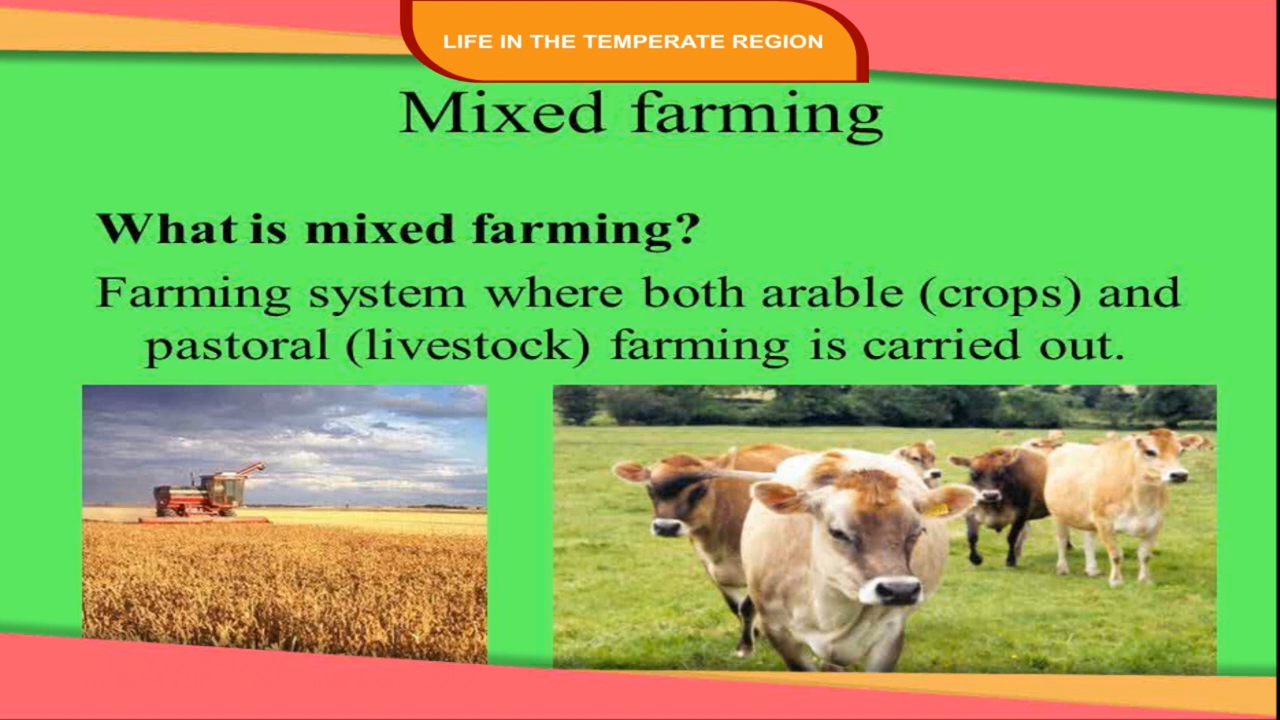 LIFE IN THE TEMPERATE REGION
Mixed farming
What is mixed farming?
Farming system where both arable (crops) and
pastoral (livestock) farming is carried out.